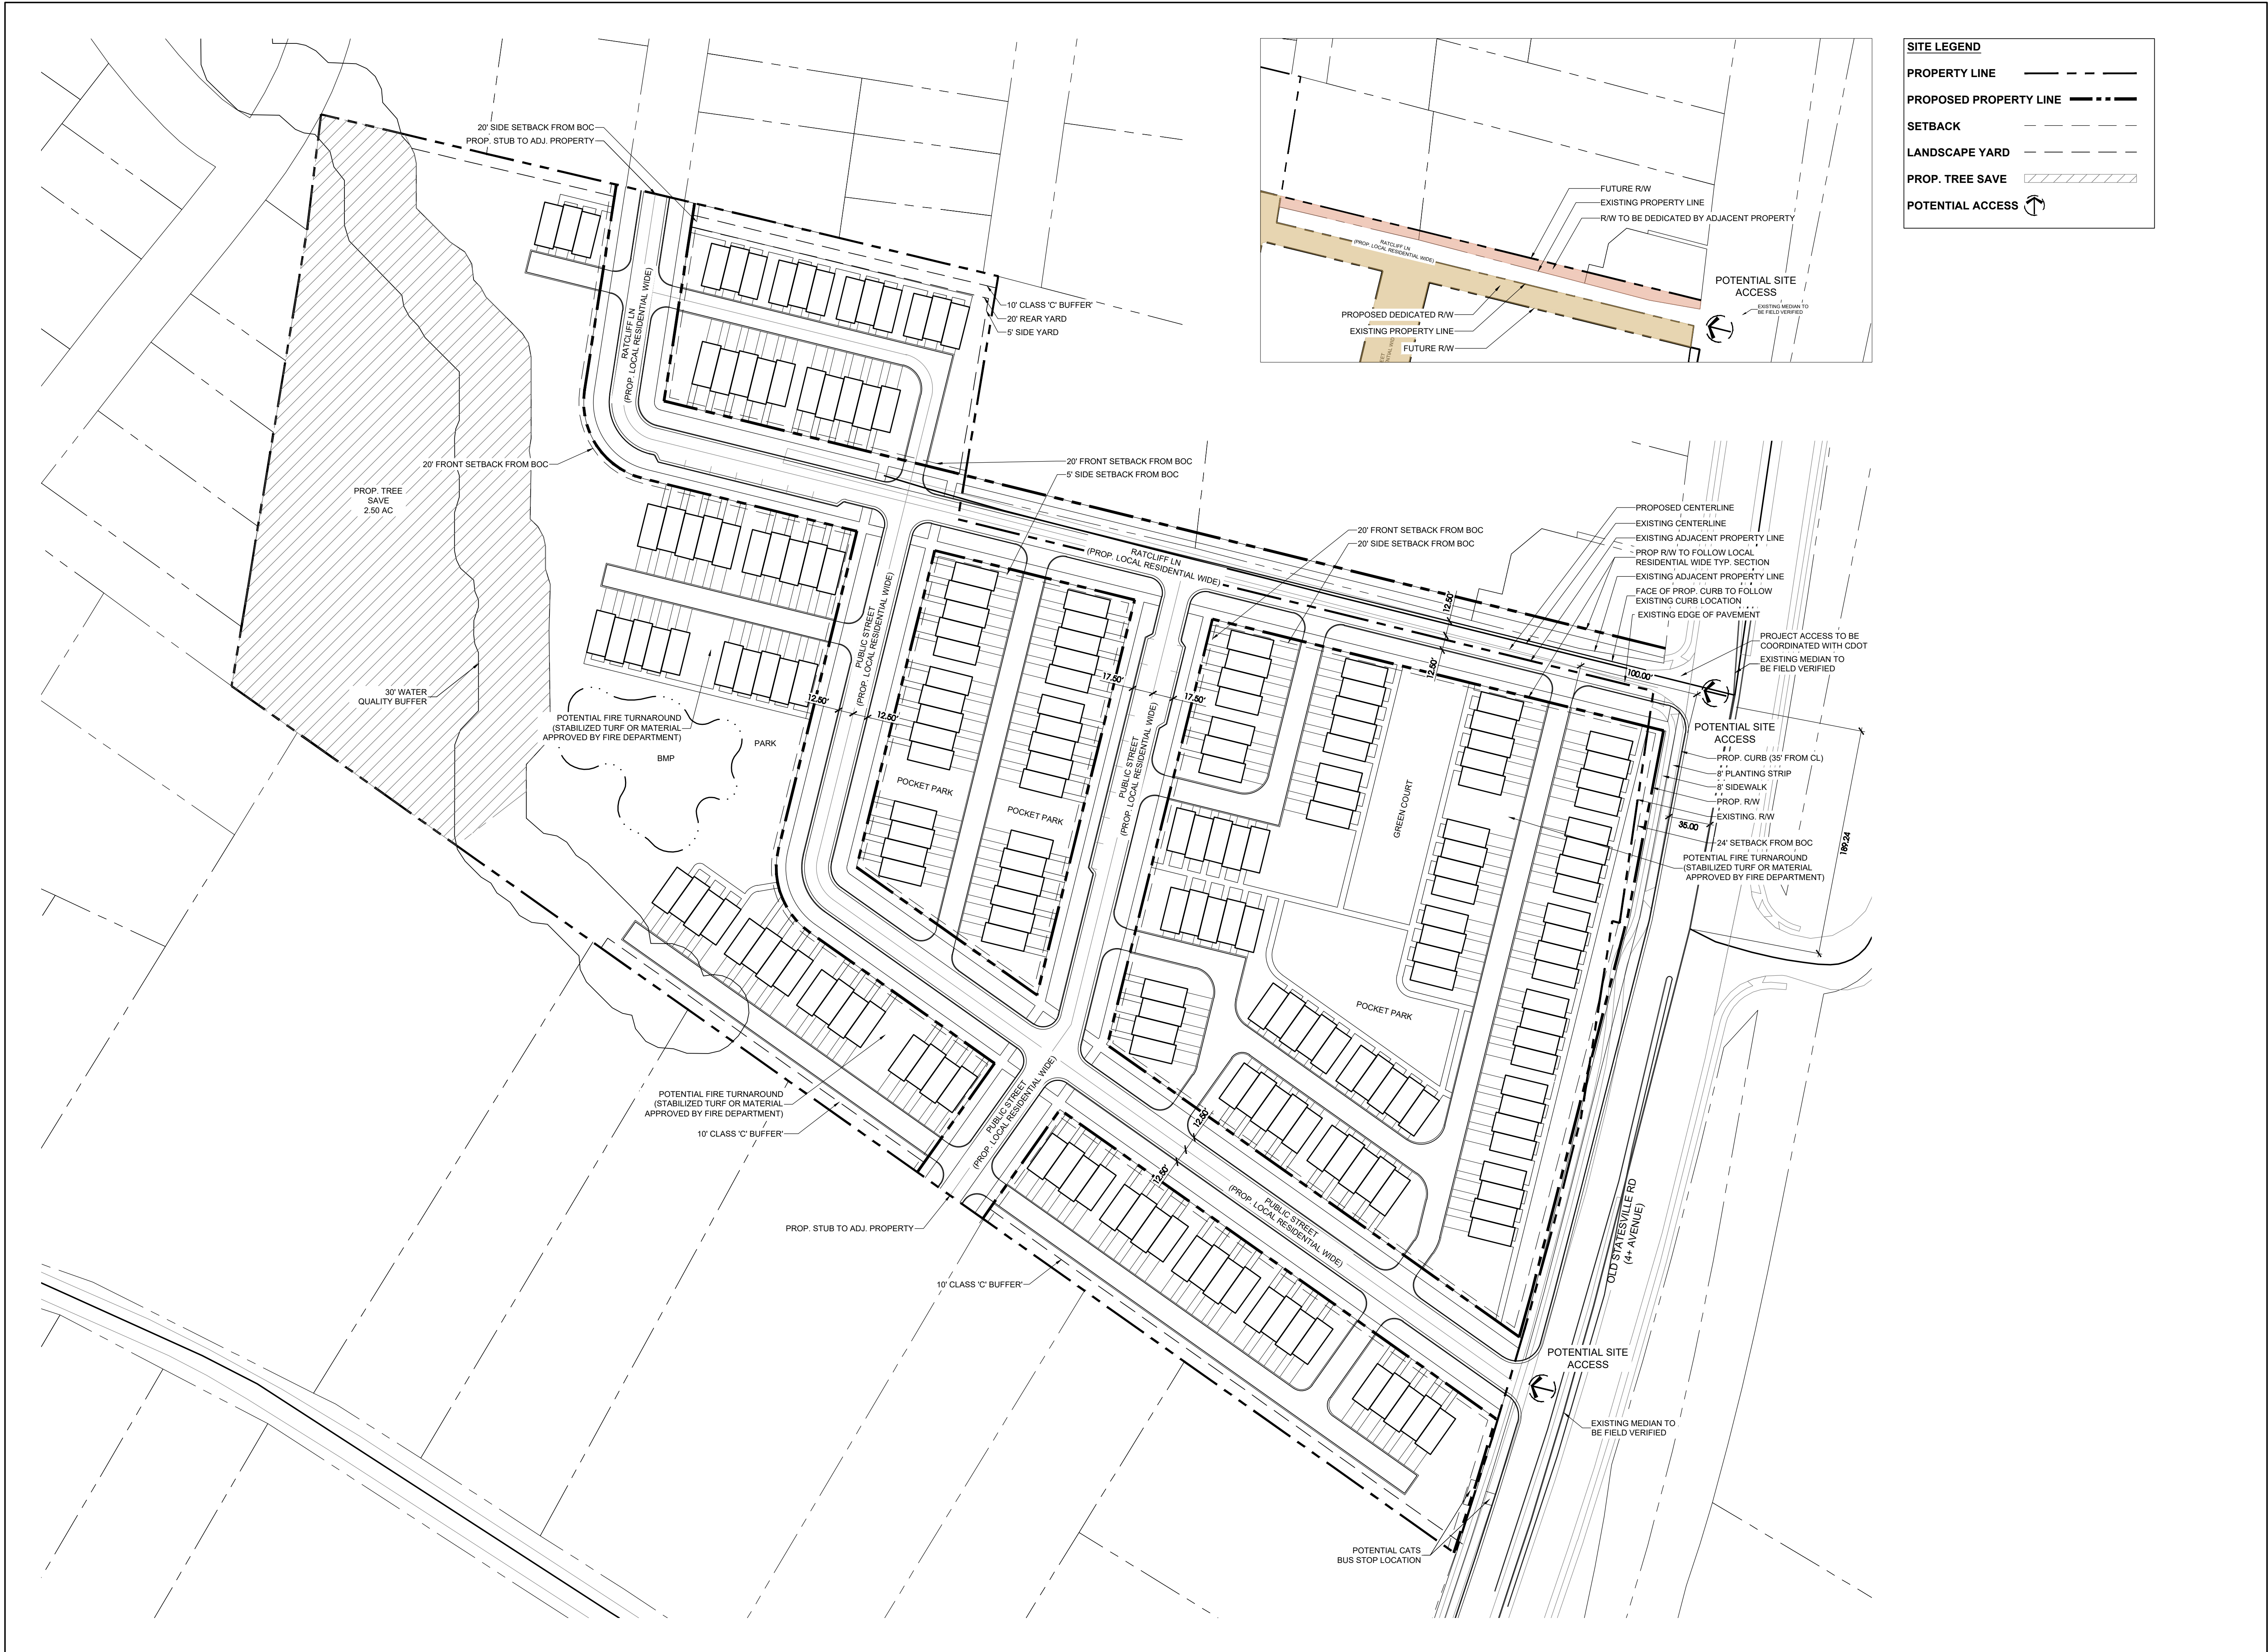 SITE LEGEND
PROPERTY LINE
PROPOSED PROPERTY LINE
SETBACK
LANDSCAPE YARD
PROP. TREE SAVE
POTENTIAL ACCESS
FUTURE R/W
EXISTING PROPERTY LINE
R/W TO BE DEDICATED BY ADJACENT PROPERTY
RATCLIFF LN
(PROP. LOCAL RESIDENTIAL WIDE)
POTENTIAL SITE
ACCESS
EXISTING MEDIAN TO
BE FIELD VERIFIED
PROPOSED DEDICATED R/W
EXISTING PROPERTY LINE
FUTURE R/W
20' SIDE SETBACK FROM BOC
PROP. STUB TO ADJ. PROPERTY
RATCLIFF LN
(PROP. LOCAL RESIDENTIAL WIDE)
10' CLASS 'C' BUFFER'
20' REAR YARD
5' SIDE YARD
20' FRONT SETBACK FROM BOC
20' FRONT SETBACK FROM BOC
5' SIDE SETBACK FROM BOC
PROP. TREE
SAVE
2.50 AC
20' FRONT SETBACK FROM BOC
20' SIDE SETBACK FROM BOC
RATCLIFF LN
(PROP. LOCAL RESIDENTIAL WIDE)
PROPOSED CENTERLINE
EXISTING CENTERLINE
EXISTING ADJACENT PROPERTY LINE
PROP R/W TO FOLLOW LOCAL
RESIDENTIAL WIDE TYP. SECTION
EXISTING ADJACENT PROPERTY LINE
FACE OF PROP. CURB TO FOLLOW
EXISTING CURB LOCATION
EXISTING EDGE OF PAVEMENT
PROJECT ACCESS TO BE
COORDINATED WITH CDOT
EXISTING MEDIAN TO
BE FIELD VERIFIED
12.50'
12.50'
100.00'
POTENTIAL SITE
ACCESS
PUBLIC STREET
(PROP. LOCAL RESIDENTIAL WIDE)
12.50'
12.50'
17.50'
17.50'
PUBLIC STREET
(PROP. LOCAL RESIDENTIAL WIDE)
30' WATER
QUALITY BUFFER
POTENTIAL FIRE TURNAROUND
(STABILIZED TURF OR MATERIAL
APPROVED BY FIRE DEPARTMENT)
PARK
BMP
POCKET PARK
POCKET PARK
GREEN COURT
PROP. CURB (35' FROM CL)
8' PLANTING STRIP
8' SIDEWALK
PROP. R/W
EXISTING. R/W
35.00
24' SETBACK FROM BOC
189.24
POTENTIAL FIRE TURNAROUND
(STABILIZED TURF OR MATERIAL
APPROVED BY FIRE DEPARTMENT)
POCKET PARK
POTENTIAL FIRE TURNAROUND
(STABILIZED TURF OR MATERIAL
APPROVED BY FIRE DEPARTMENT)
10' CLASS 'C' BUFFER'
PUBLIC STREET
(PROP. LOCAL RESIDENTIAL WIDE)
12.50'
12.50'
PROP. STUB TO ADJ. PROPERTY
PUBLIC STREET
(PROP. LOCAL RESIDENTIAL WIDE)
10' CLASS 'C' BUFFER'
OLD STATESVILLE RD
(4+ AVENUE)
POTENTIAL SITE
ACCESS
EXISTING MEDIAN TO
BE FIELD VERIFIED
POTENTIAL CATS
BUS STOP LOCATION